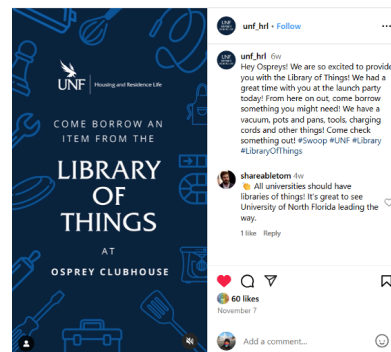 UNF Housing and Residence Life
COME BORROW AN
ITEM FROM THE
LIBRARY
OF
THINGS
AT
OSPREY CLUBHOUSE
unf_hrl • Follow
unf_hrl 6w
Hey Ospreys! We are so excited to provide
you with the Library of Things! We had a
great time with you at the launch party
today! From here on out, come borrow
something you might need! We have a
vacuum, pots and pans, tools, charging
cords and other things! Come check
something out! #Swoop #UNF #Library
#LibraryOfThings
shareabletom 4w
👏 All universities should have
libraries of things! It's great to see
University of North Florida leading the
way.
1 like Reply
60 likes
November 7
Add a comment...